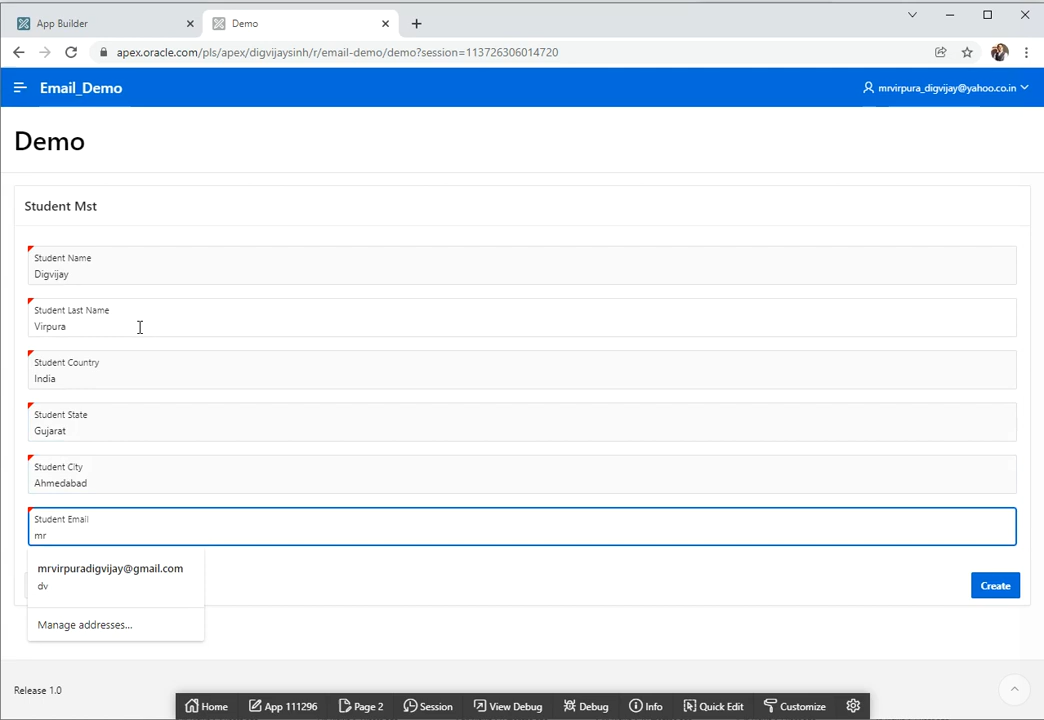 App Builder
Demo
apex.oracle.com/pls/apex/digvijaysinh/r/email-demo/demo?session=113726306014720
Email_Demo
mrvirpura_digvijay@yahoo.co.in
Demo
Student Mst
Student Name
Digvijay
Student Last Name
Virpura
Student Country
India
Student State
Gujarat
Student City
Ahmedabad
Student Email
mr
mrvirpuradigvijay@gmail.com
dv
Manage addresses...
Create
Release 1.0
Home App 111296 Page 2 Session View Debug Debug Info Quick Edit Customize